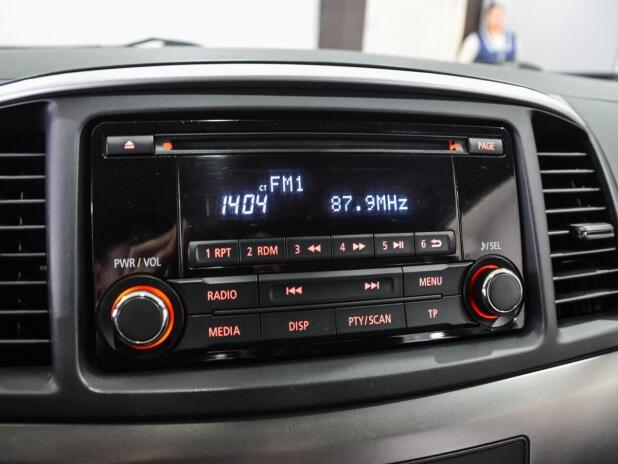 PAGE
CT FM1
1404 87.9MHz
1 RPT 2 RDM 3 ◀◀ 4 ▶▶ 5 ▶II 6 ⮌
PWR / VOL
♪/SEL
RADIO I◀◀ ▶▶I MENU
MEDIA DISP PTY/SCAN TP